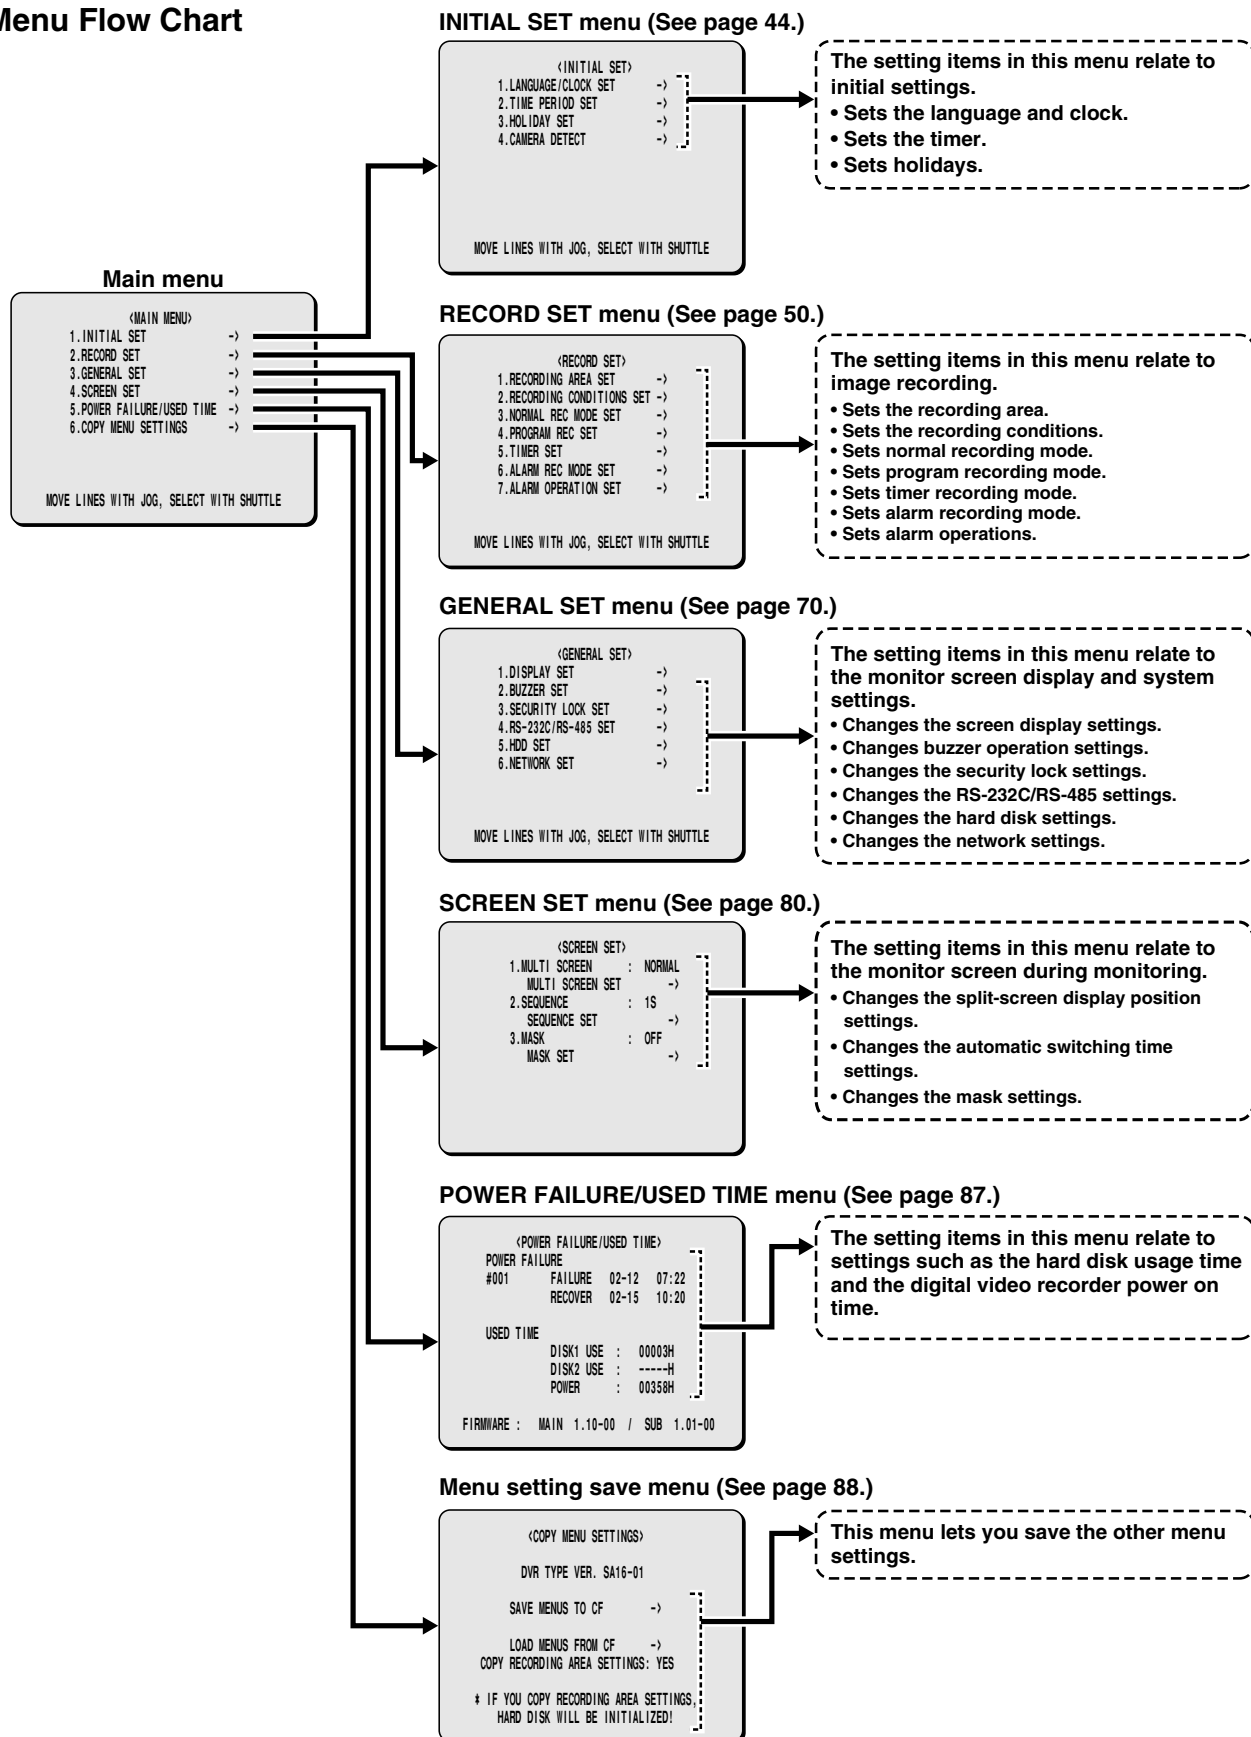 Menu Flow Chart
Main menu
<MAIN MENU>
1.INITIAL SET ->
2.RECORD SET ->
3.GENERAL SET ->
4.SCREEN SET ->
5.POWER FAILURE/USED TIME ->
6.COPY MENU SETTINGS ->
MOVE LINES WITH JOG, SELECT WITH SHUTTLE
INITIAL SET menu (See page 44.)
<INITIAL SET>
1.LANGUAGE/CLOCK SET ->
2.TIME PERIOD SET ->
3.HOLIDAY SET ->
4.CAMERA DETECT ->
MOVE LINES WITH JOG, SELECT WITH SHUTTLE
The setting items in this menu relate to
initial settings.
• Sets the language and clock.
• Sets the timer.
• Sets holidays.
RECORD SET menu (See page 50.)
<RECORD SET>
1.RECORDING AREA SET ->
2.RECORDING CONDITIONS SET ->
3.NORMAL REC MODE SET ->
4.PROGRAM REC SET ->
5.TIMER SET ->
6.ALARM REC MODE SET ->
7.ALARM OPERATION SET ->
MOVE LINES WITH JOG, SELECT WITH SHUTTLE
The setting items in this menu relate to
image recording.
• Sets the recording area.
• Sets the recording conditions.
• Sets normal recording mode.
• Sets program recording mode.
• Sets timer recording mode.
• Sets alarm recording mode.
• Sets alarm operations.
GENERAL SET menu (See page 70.)
<GENERAL SET>
1.DISPLAY SET ->
2.BUZZER SET ->
3.SECURITY LOCK SET ->
4.RS-232C/RS-485 SET ->
5.HDD SET ->
6.NETWORK SET ->
MOVE LINES WITH JOG, SELECT WITH SHUTTLE
The setting items in this menu relate to
the monitor screen display and system
settings.
• Changes the screen display settings.
• Changes buzzer operation settings.
• Changes the security lock settings.
• Changes the RS-232C/RS-485 settings.
• Changes the hard disk settings.
• Changes the network settings.
SCREEN SET menu (See page 80.)
<SCREEN SET>
1.MULTI SCREEN : NORMAL
MULTI SCREEN SET ->
2.SEQUENCE : 1S
SEQUENCE SET ->
3.MASK : OFF
MASK SET ->
The setting items in this menu relate to
the monitor screen during monitoring.
• Changes the split-screen display position
settings.
• Changes the automatic switching time
settings.
• Changes the mask settings.
POWER FAILURE/USED TIME menu (See page 87.)
<POWER FAILURE/USED TIME>
POWER FAILURE
#001 FAILURE 02-12 07:22
RECOVER 02-15 10:20
USED TIME
DISK1 USE : 00003H
DISK2 USE : -----H
POWER : 00358H
FIRMWARE : MAIN 1.10-00 / SUB 1.01-00
The setting items in this menu relate to
settings such as the hard disk usage time
and the digital video recorder power on
time.
Menu setting save menu (See page 88.)
<COPY MENU SETTINGS>
DVR TYPE VER. SA16-01
SAVE MENUS TO CF ->
LOAD MENUS FROM CF ->
COPY RECORDING AREA SETTINGS: YES
* IF YOU COPY RECORDING AREA SETTINGS,
HARD DISK WILL BE INITIALIZED!
This menu lets you save the other menu
settings.